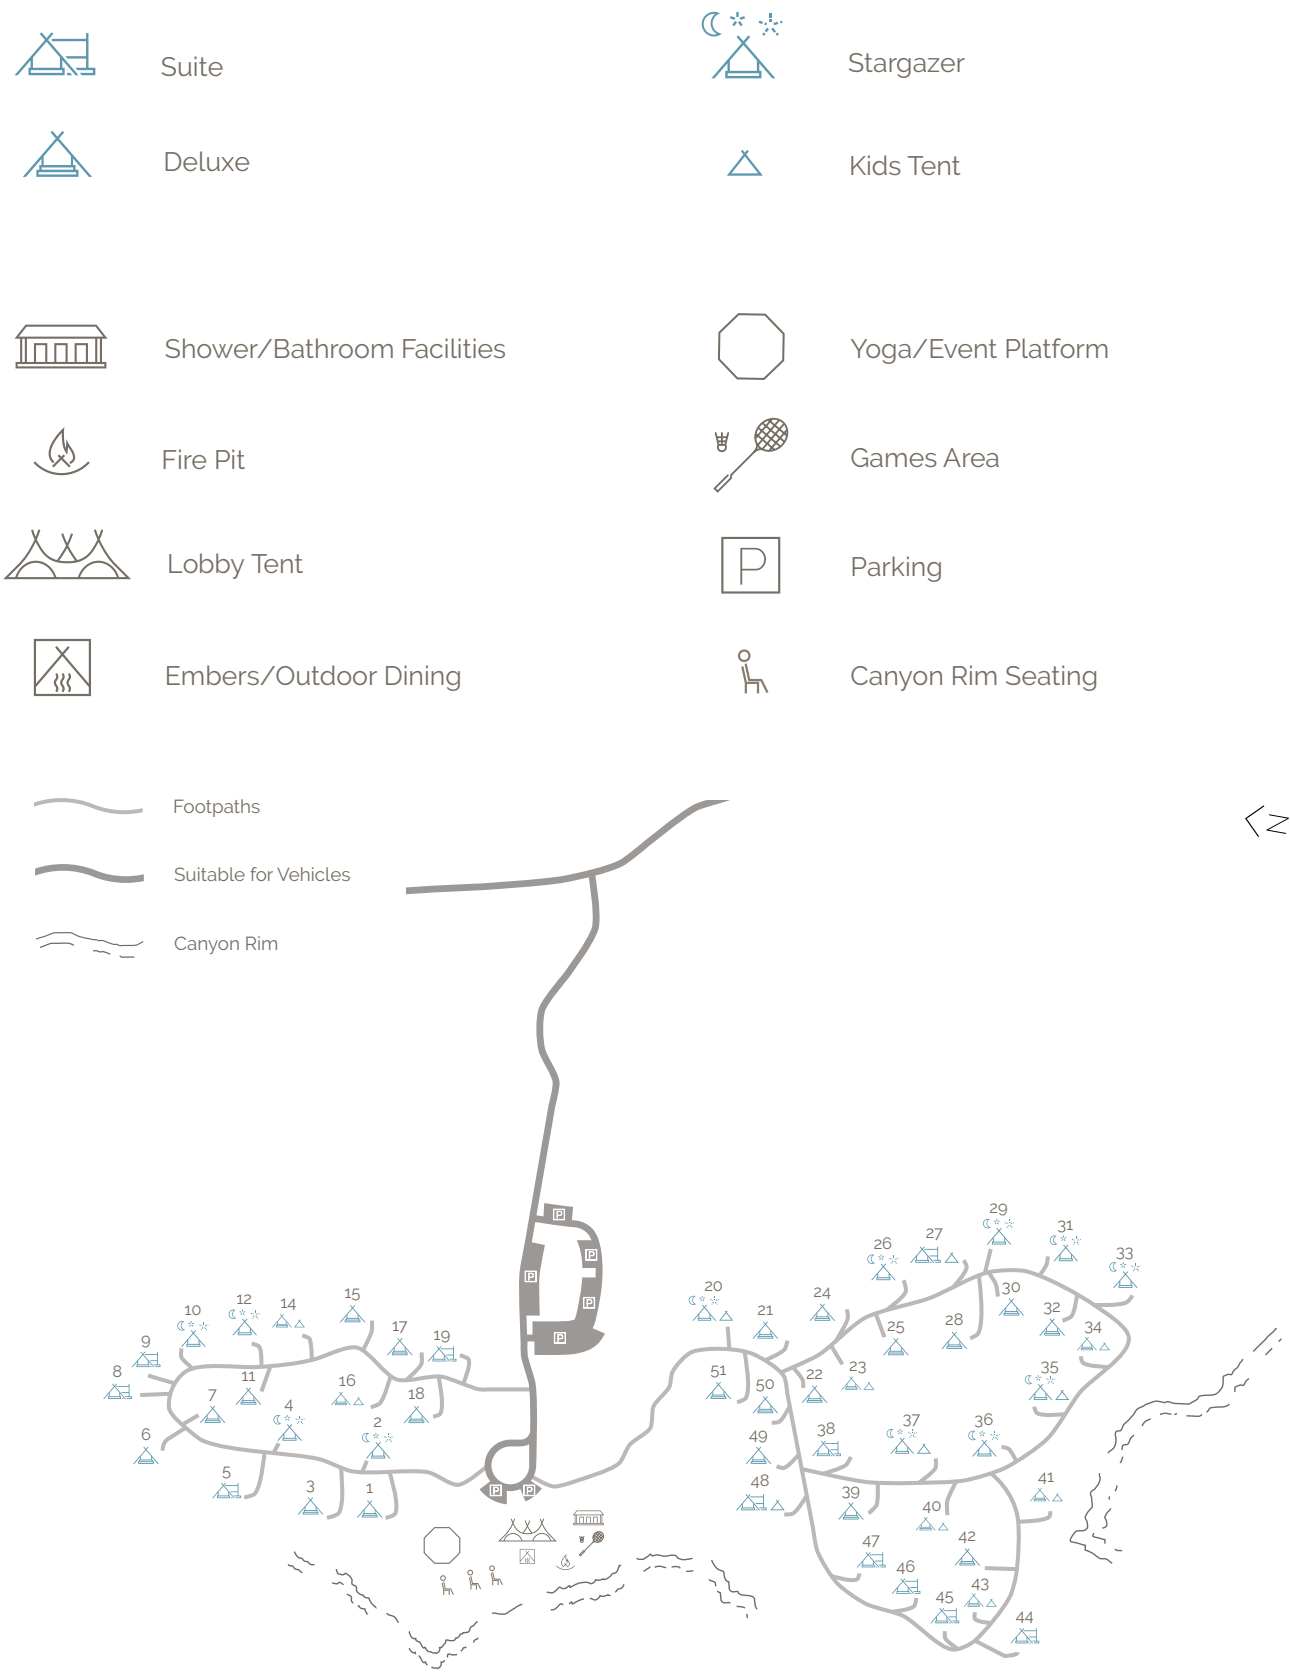 Suite
Stargazer
Deluxe
Kids Tent
Shower/Bathroom Facilities
Yoga/Event Platform
Fire Pit
Games Area
Lobby Tent
P
Parking
Embers/Outdoor Dining
Canyon Rim Seating
Footpaths
N
Suitable for Vehicles
Canyon Rim
29
P
31
26
27
33
P
P
20
24
30
10
12
14
15
P
21
32
28
25
34
17
P
19
9
8
51
50
22
23
35
11
7
16
18
4
2
6
49
38
37
36
5
3
1
P
P
48
39
40
41
47
42
46
43
45
44